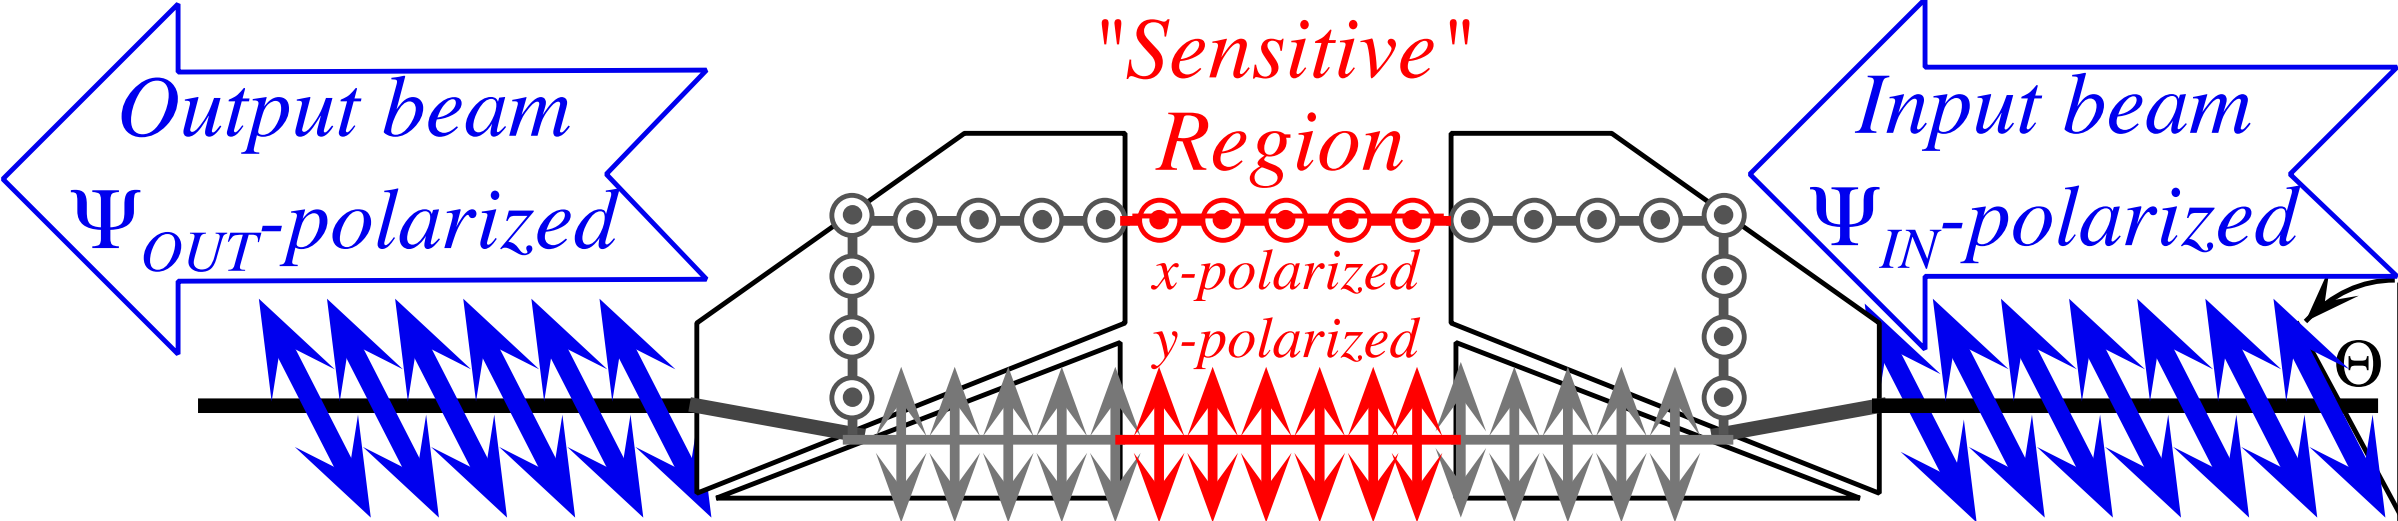 Output beam
Ψ_OUT-polarized
"Sensitive"
Region
x-polarized
y-polarized
Input beam
Ψ_IN-polarized
Θ